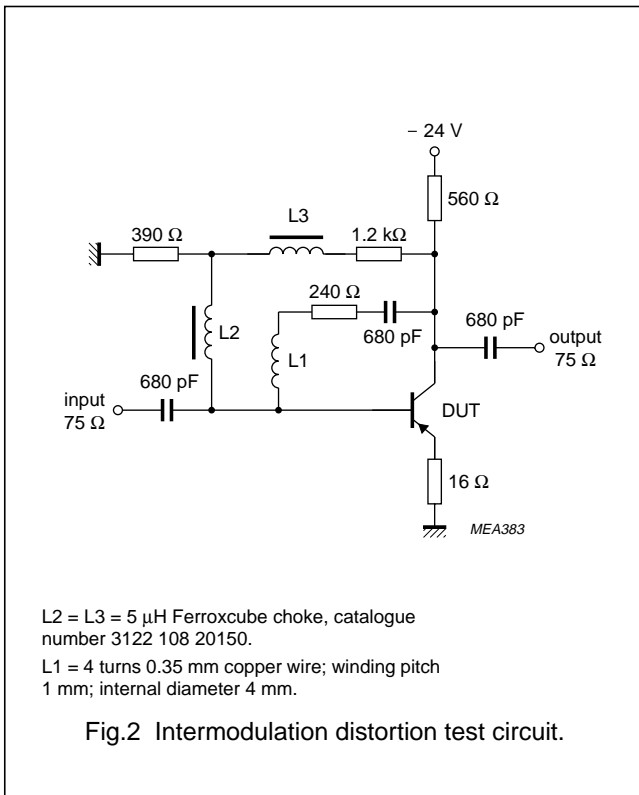 − 24 V
560 Ω
L3
390 Ω
1.2 kΩ
240 Ω
680 pF
680 pF
output
75 Ω
L2
L1
680 pF
input
75 Ω
DUT
16 Ω
MEA383
L2 = L3 = 5 μH Ferroxcube choke, catalogue
number 3122 108 20150.
L1 = 4 turns 0.35 mm copper wire; winding pitch
1 mm; internal diameter 4 mm.
Fig.2 Intermodulation distortion test circuit.